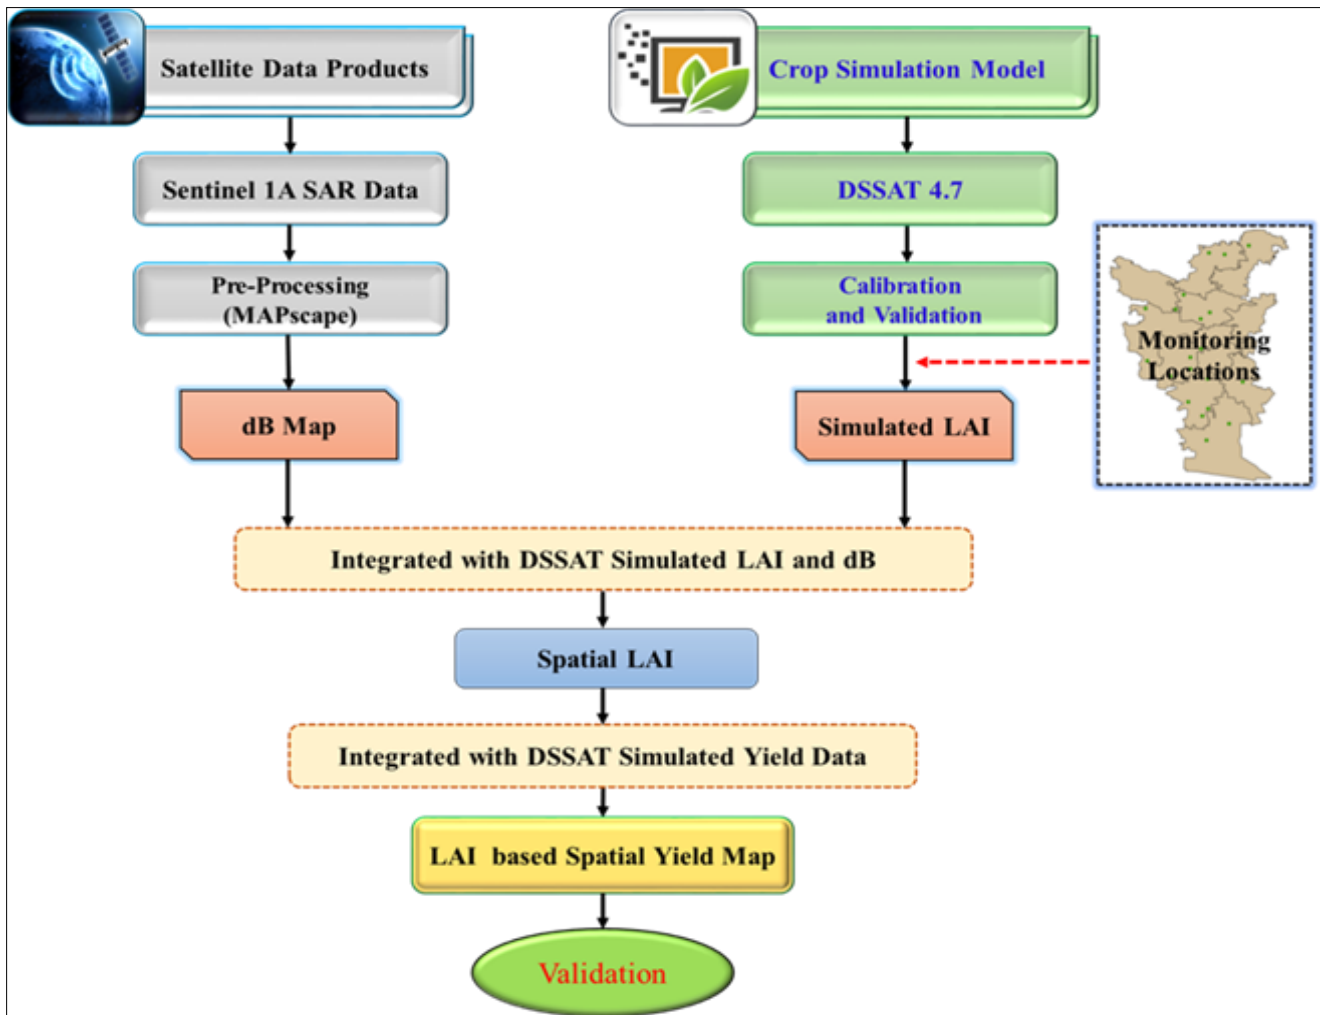 Satellite Data Products
Crop Simulation Model
Sentinel 1A SAR Data
DSSAT 4.7
Pre-Processing
(MAPscape)
Calibration
and Validation
Monitoring
Locations
dB Map
Simulated LAI
Integrated with DSSAT Simulated LAI and dB
Spatial LAI
Integrated with DSSAT Simulated Yield Data
LAI based Spatial Yield Map
Validation